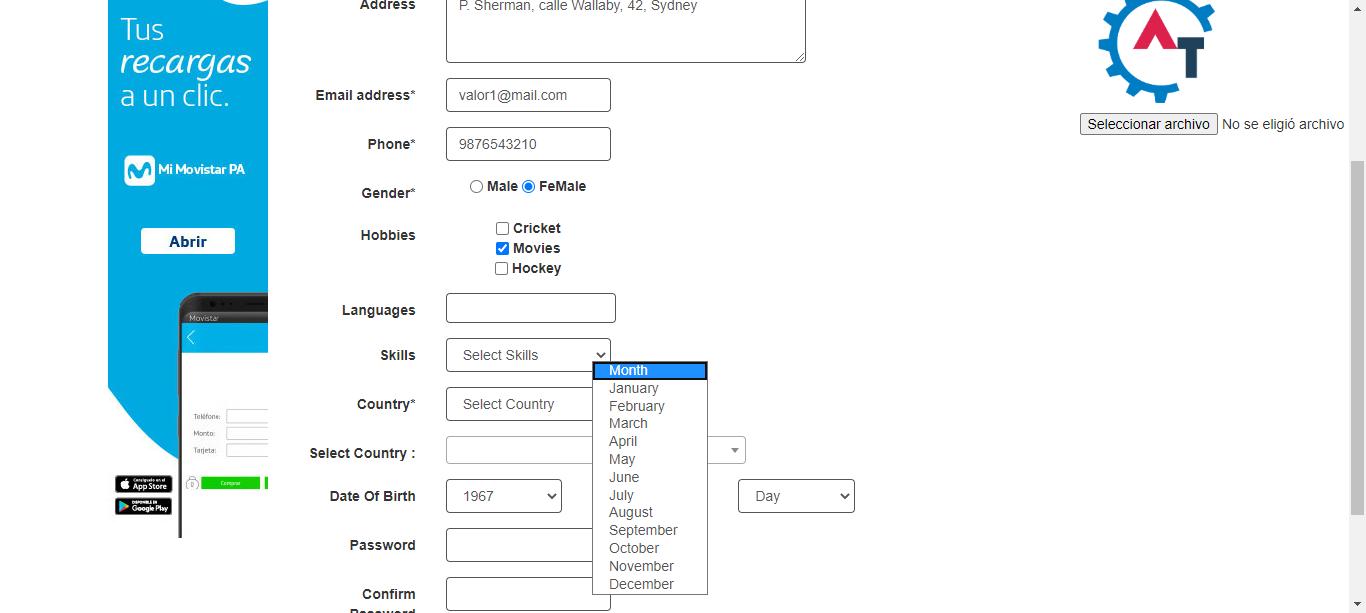 Tus
recargas
a un clic.
Mi Movistar PA
Abrir
Movistar
Teléfono:
Monto:
Tarjeta:
Comprar
Consíguelo en el
App Store
DISPONIBLE EN
Google Play
Address
P. Sherman, calle Wallaby, 42, Sydney
Email address*
valor1@mail.com
Phone*
9876543210
Gender*
Male FeMale
Hobbies
Cricket
Movies
Hockey
Languages
Skills
Select Skills
Country*
Select Country
Select Country :
Date Of Birth
1967
Month
January
February
March
April
May
June
July
August
September
October
November
December
Day
Password
Confirm
Password
AT
Seleccionar archivo No se eligió archivo